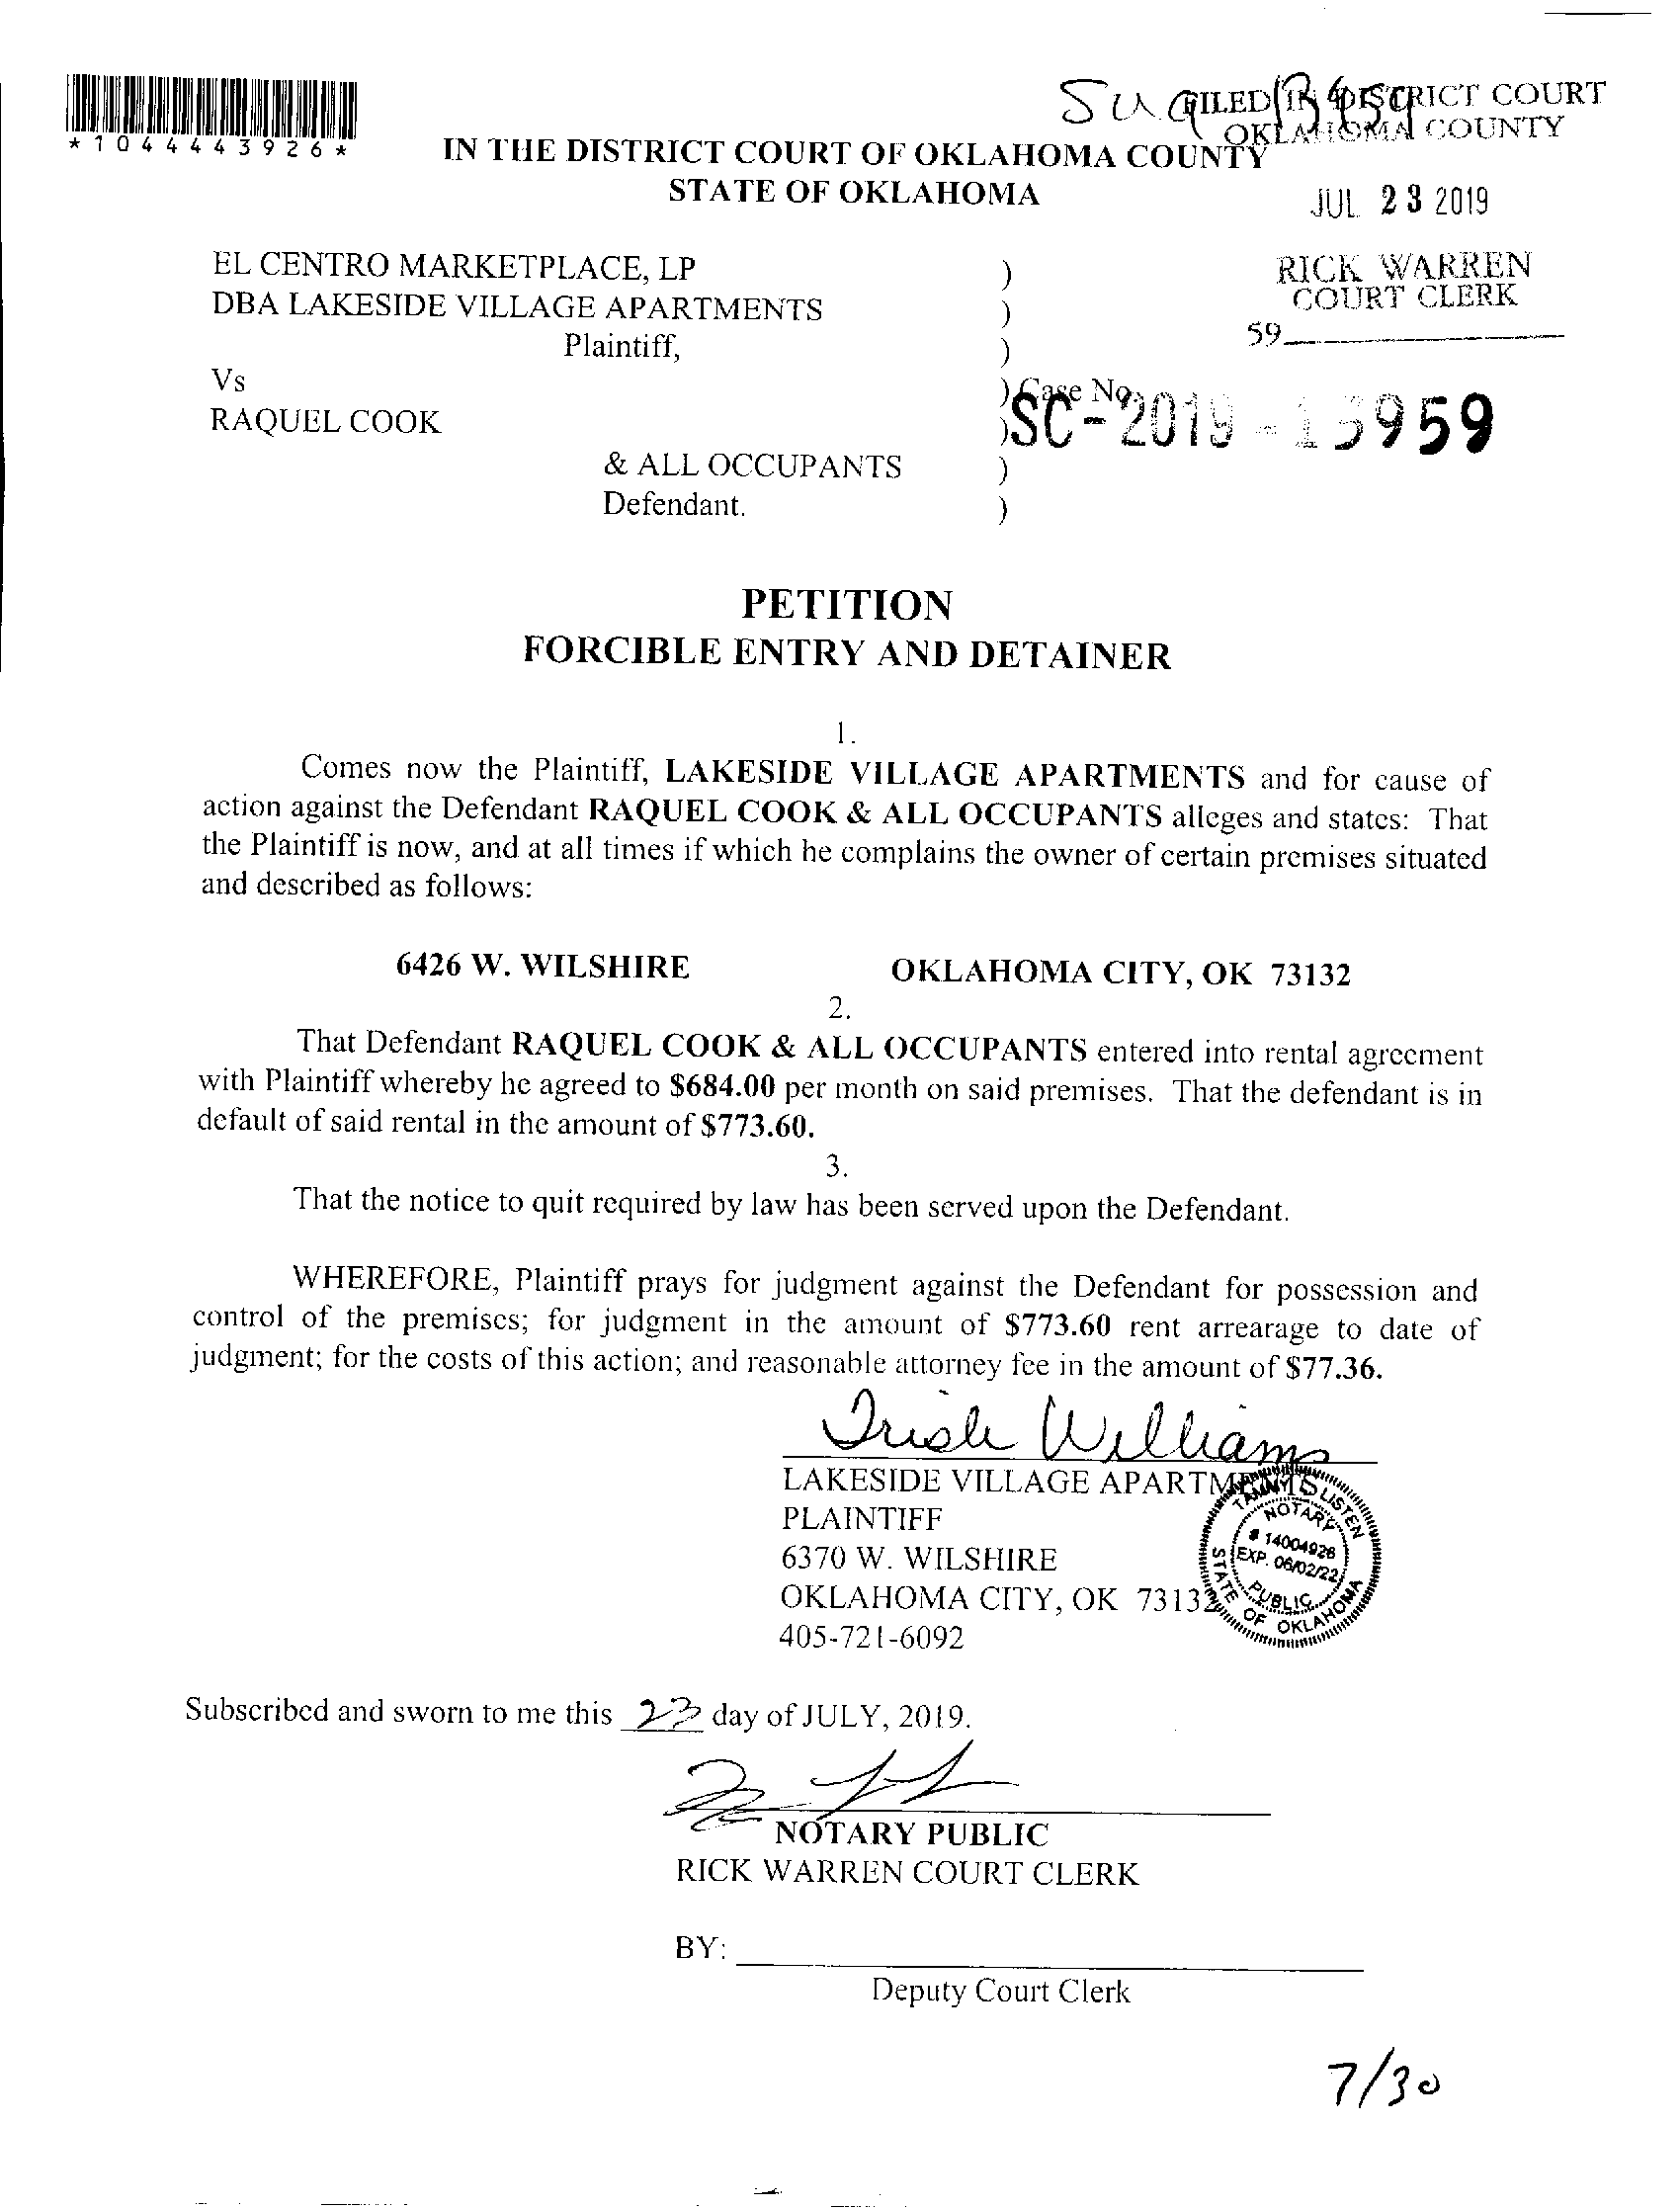 *1044443926*
FILED IN DISTRICT COURT
OKLAHOMA COUNTY
IN THE DISTRICT COURT OF OKLAHOMA COUNTY
STATE OF OKLAHOMA
JUL 23 2019
RICK WARREN
COURT CLERK
59
EL CENTRO MARKETPLACE, LP )
DBA LAKESIDE VILLAGE APARTMENTS )
Plaintiff, )
Vs ) Case No.
RAQUEL COOK ) SC-2019-13959
& ALL OCCUPANTS )
Defendant. )
PETITION
FORCIBLE ENTRY AND DETAINER
1.
Comes now the Plaintiff, LAKESIDE VILLAGE APARTMENTS and for cause of
action against the Defendant RAQUEL COOK & ALL OCCUPANTS alleges and states: That
the Plaintiff is now, and at all times if which he complains the owner of certain premises situated
and described as follows:
6426 W. WILSHIRE OKLAHOMA CITY, OK 73132
2.
That Defendant RAQUEL COOK & ALL OCCUPANTS entered into rental agreement
with Plaintiff whereby he agreed to $684.00 per month on said premises. That the defendant is in
default of said rental in the amount of $773.60.
3.
That the notice to quit required by law has been served upon the Defendant.
WHEREFORE, Plaintiff prays for judgment against the Defendant for possession and
control of the premises; for judgment in the amount of $773.60 rent arrearage to date of
judgment; for the costs of this action; and reasonable attorney fee in the amount of $77.36.
Trish Williams
LAKESIDE VILLAGE APARTMENTS
PLAINTIFF
6370 W. WILSHIRE
OKLAHOMA CITY, OK 73132
405-721-6092
TAMMY LISTEN
NOTARY
# 14004926
EXP. 06/02/22
PUBLIC
STATE OF OKLAHOMA
Subscribed and sworn to me this 23 day of JULY, 2019.
NOTARY PUBLIC
RICK WARREN COURT CLERK
BY:
Deputy Court Clerk
7/30